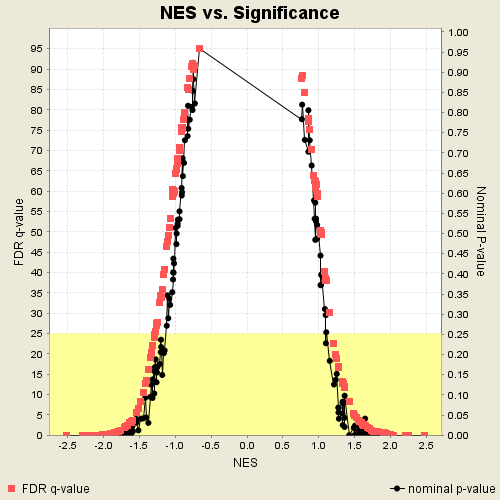 NES vs. Significance
95 90 85 80 75 70 65 60 55 50 45 40 35 30 25 20 15 10 5 0
FDR q-value
1.00 0.95 0.90 0.85 0.80 0.75 0.70 0.65 0.60 0.55 0.50 0.45 0.40 0.35 0.30 0.25 0.20 0.15 0.10 0.05 0.00
Nominal P-value
-2.5 -2.0 -1.5 -1.0 -0.5 0.0 0.5 1.0 1.5 2.0 2.5
NES
FDR q-value
nominal p-value